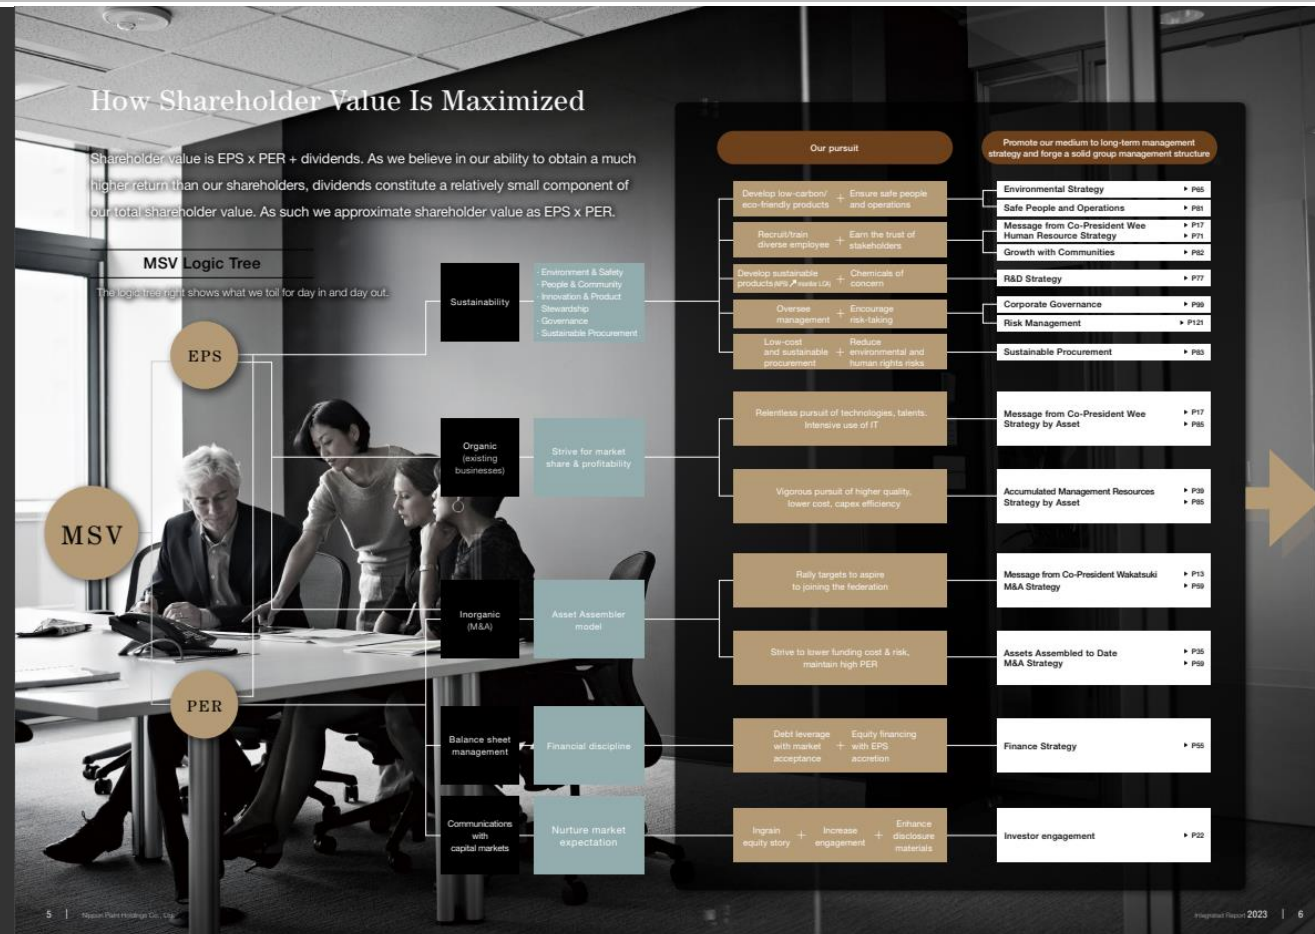 How Shareholder Value Is Maximized
Shareholder value is EPS x PER + dividends. As we believe in our ability to obtain a much
higher return than our shareholders, dividends constitute a relatively small component of
our total shareholder value. As such we approximate shareholder value as EPS x PER.
MSV Logic Tree
The logic tree right shows what we toil for day in and day out.
MSV
EPS
PER
Sustainability
· Environment & Safety
· People & Community
· Innovation & Product
Stewardship
· Governance
· Sustainable Procurement
Organic
(existing
businesses)
Strive for market
share & profitability
Inorganic
(M&A)
Asset Assembler
model
Balance sheet
management
Financial discipline
Communications
with
capital markets
Nurture market
expectation
Our pursuit
Develop low-carbon/
eco-friendly products
+
Ensure safe people
and operations
Recruit/train
diverse employee
+
Earn the trust of
stakeholders
Develop sustainable
products (NPSI ↗ monitor LCA)
+
Chemicals of
concern
Oversee
management
+
Encourage
risk-taking
Low-cost
and sustainable
procurement
+
Reduce
environmental and
human rights risks
Relentless pursuit of technologies, talents.
Intensive use of IT
Vigorous pursuit of higher quality,
lower cost, capex efficiency
Rally targets to aspire
to joining the federation
Strive to lower funding cost & risk,
maintain high PER
Debt leverage
with market
acceptance
+
Equity financing
with EPS
accretion
Ingrain
equity story
+
Increase
engagement
+
Enhance
disclosure
materials
Promote our medium to long-term management
strategy and forge a solid group management structure
Environmental Strategy ▶ P65
Safe People and Operations ▶ P81
Message from Co-President Wee ▶ P17
Human Resource Strategy ▶ P71
Growth with Communities ▶ P82
R&D Strategy ▶ P77
Corporate Governance ▶ P99
Risk Management ▶ P121
Sustainable Procurement ▶ P83
Message from Co-President Wee ▶ P17
Strategy by Asset ▶ P85
Accumulated Management Resources ▶ P39
Strategy by Asset ▶ P85
Message from Co-President Wakatsuki ▶ P13
M&A Strategy ▶ P59
Assets Assembled to Date ▶ P35
M&A Strategy ▶ P59
Finance Strategy ▶ P55
Investor engagement ▶ P22
5 | Nippon Paint Holdings Co., Ltd.
Integrated Report 2023 | 6